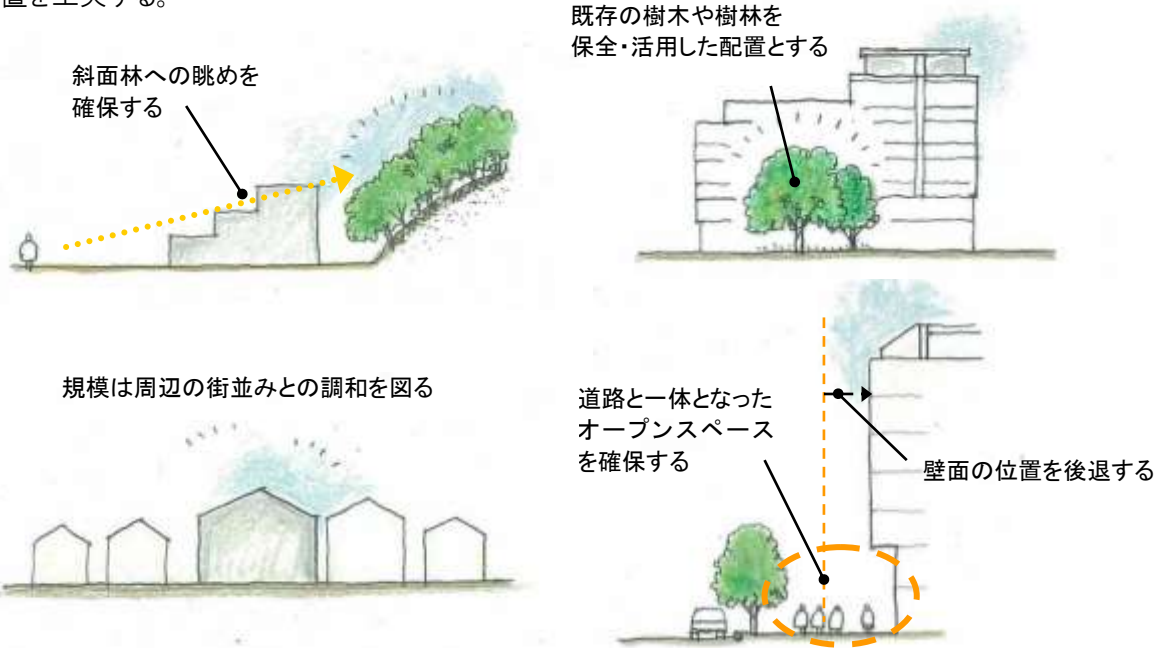 置を工夫する。
斜面林への眺めを
確保する
既存の樹木や樹林を
保全・活用した配置とする
規模は周辺の街並みとの調和を図る
道路と一体となった
オープンスペース
を確保する
壁面の位置を後退する